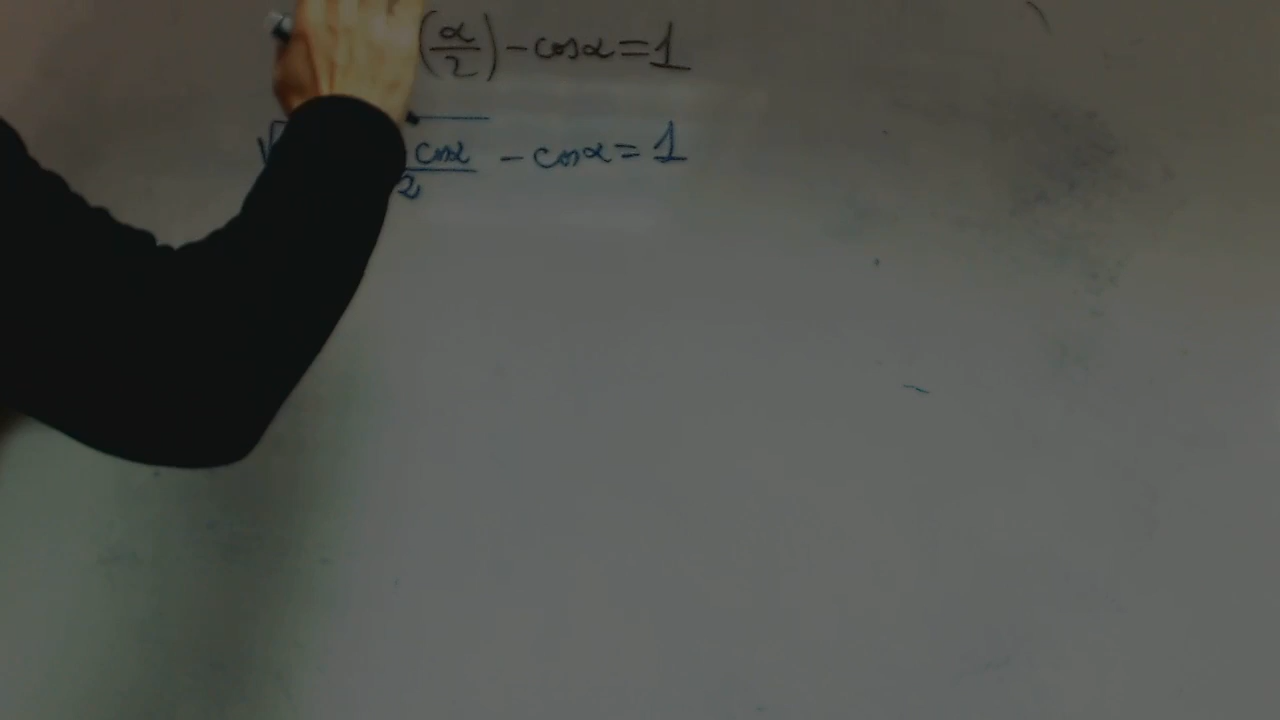 (α/2) - cosα = 1
√ cosα/2 - cosα = 1